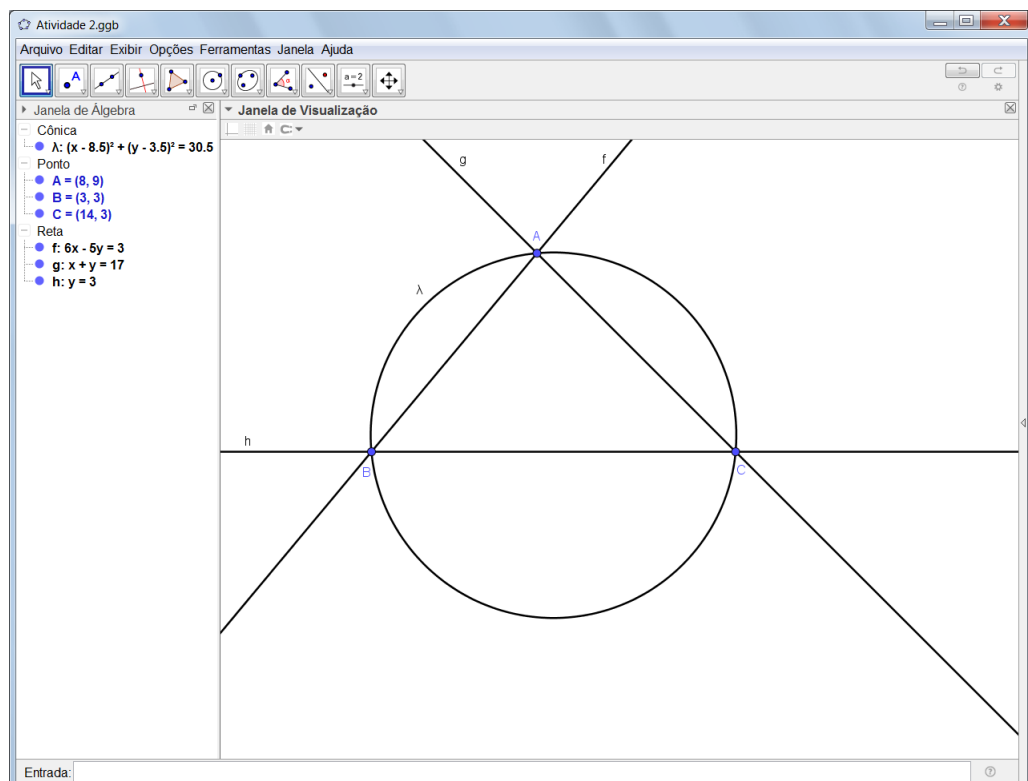 Atividade 2.ggb
Arquivo Editar Exibir Opções Ferramentas Janela Ajuda
A
a=2
Janela de Álgebra
Janela de Visualização
Cônica
λ: (x - 8.5)² + (y - 3.5)² = 30.5
Ponto
A = (8, 9)
B = (3, 3)
C = (14, 3)
Reta
f: 6x - 5y = 3
g: x + y = 17
h: y = 3
g
f
A
λ
h
B
C
Entrada: